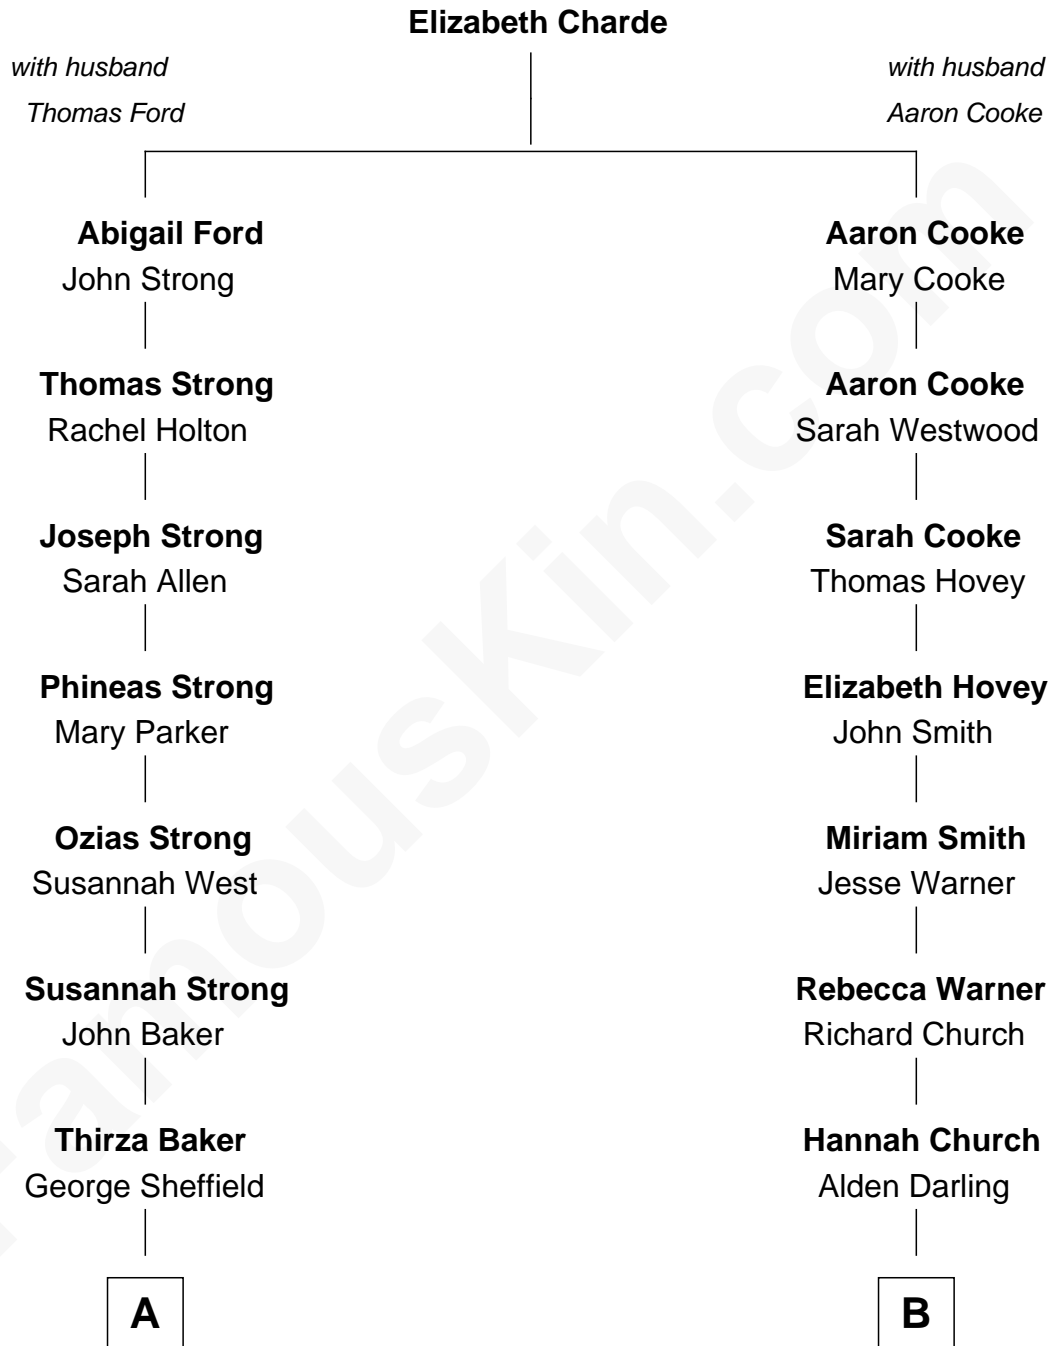 Elizabeth Charde
with husband
Thomas Ford
with husband
Aaron Cooke
Abigail Ford
John Strong
Aaron Cooke
Mary Cooke
Thomas Strong
Rachel Holton
Aaron Cooke
Sarah Westwood
Joseph Strong
Sarah Allen
Sarah Cooke
Thomas Hovey
Phineas Strong
Mary Parker
Elizabeth Hovey
John Smith
Ozias Strong
Susannah West
Miriam Smith
Jesse Warner
Susannah Strong
John Baker
Rebecca Warner
Richard Church
Thirza Baker
George Sheffield
Hannah Church
Alden Darling
A
B
FamousKin.com